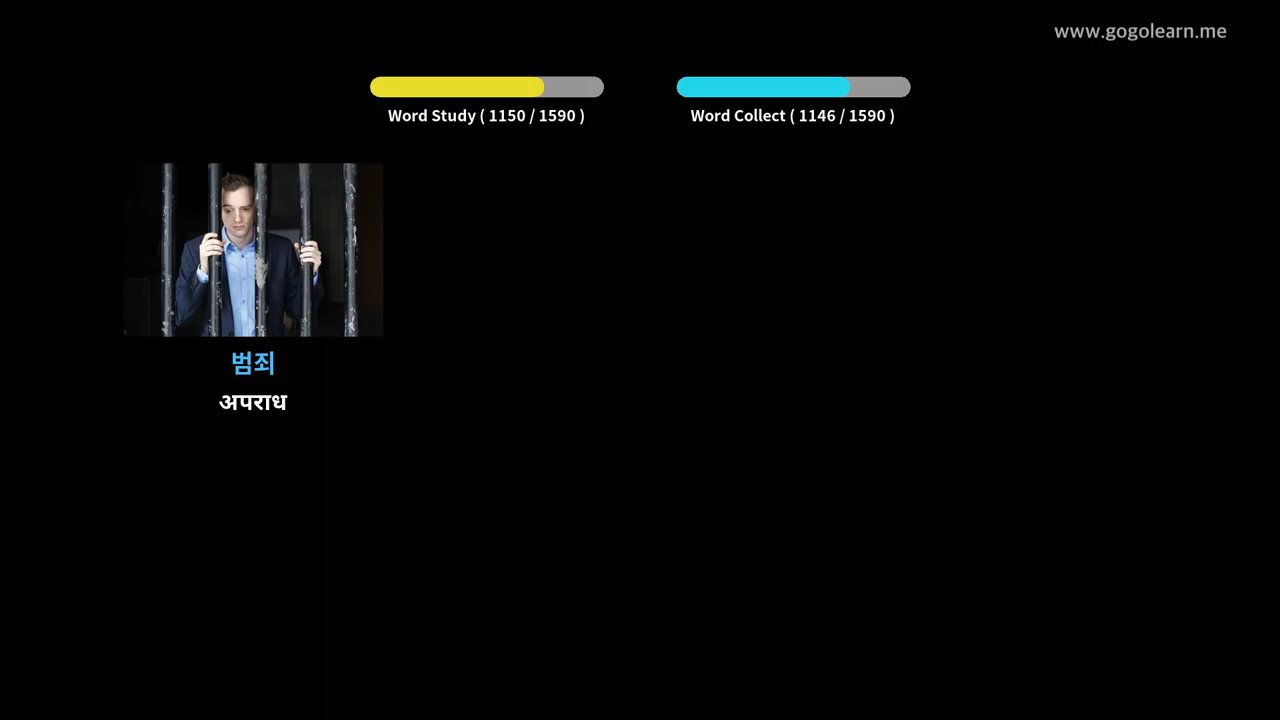 www.gogolearn.me
Word Study ( 1150 / 1590 )
Word Collect ( 1146 / 1590 )
범죄
अपराध